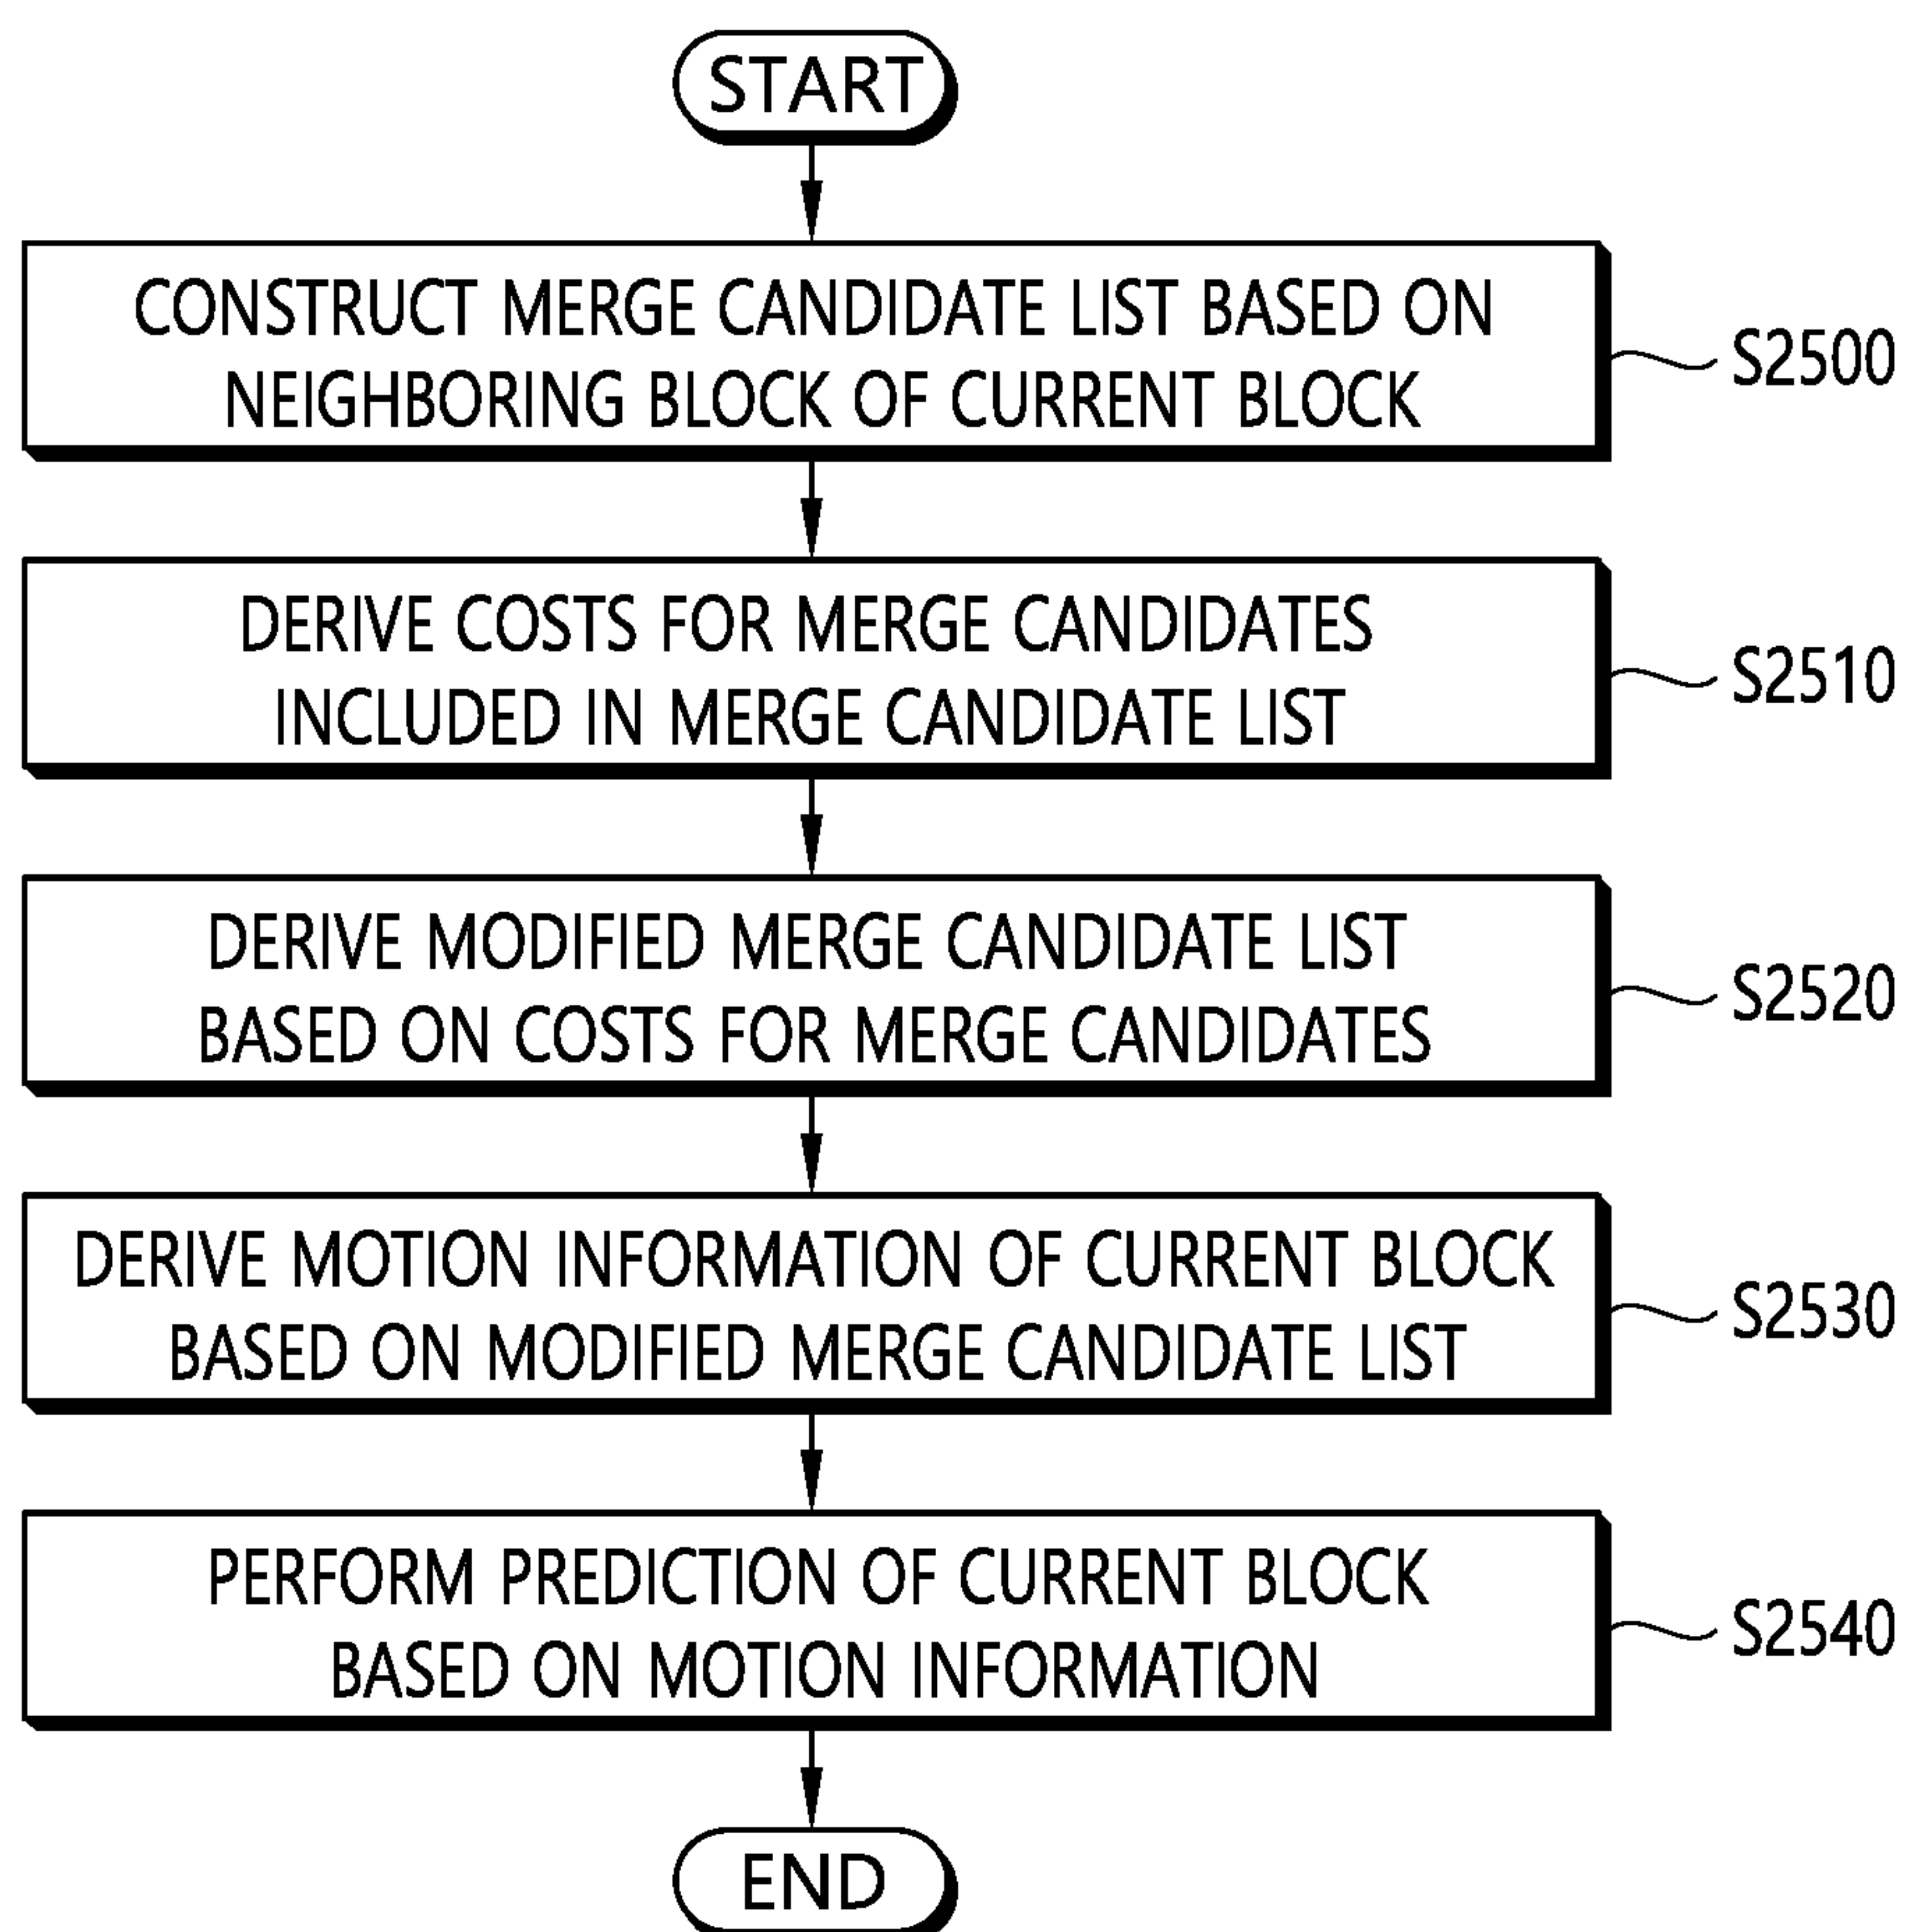 START
CONSTRUCT MERGE CANDIDATE LIST BASED ON
NEIGHBORING BLOCK OF CURRENT BLOCK
S2500
DERIVE COSTS FOR MERGE CANDIDATES
INCLUDED IN MERGE CANDIDATE LIST
S2510
DERIVE MODIFIED MERGE CANDIDATE LIST
BASED ON COSTS FOR MERGE CANDIDATES
S2520
DERIVE MOTION INFORMATION OF CURRENT BLOCK
BASED ON MODIFIED MERGE CANDIDATE LIST
S2530
PERFORM PREDICTION OF CURRENT BLOCK
BASED ON MOTION INFORMATION
S2540
END